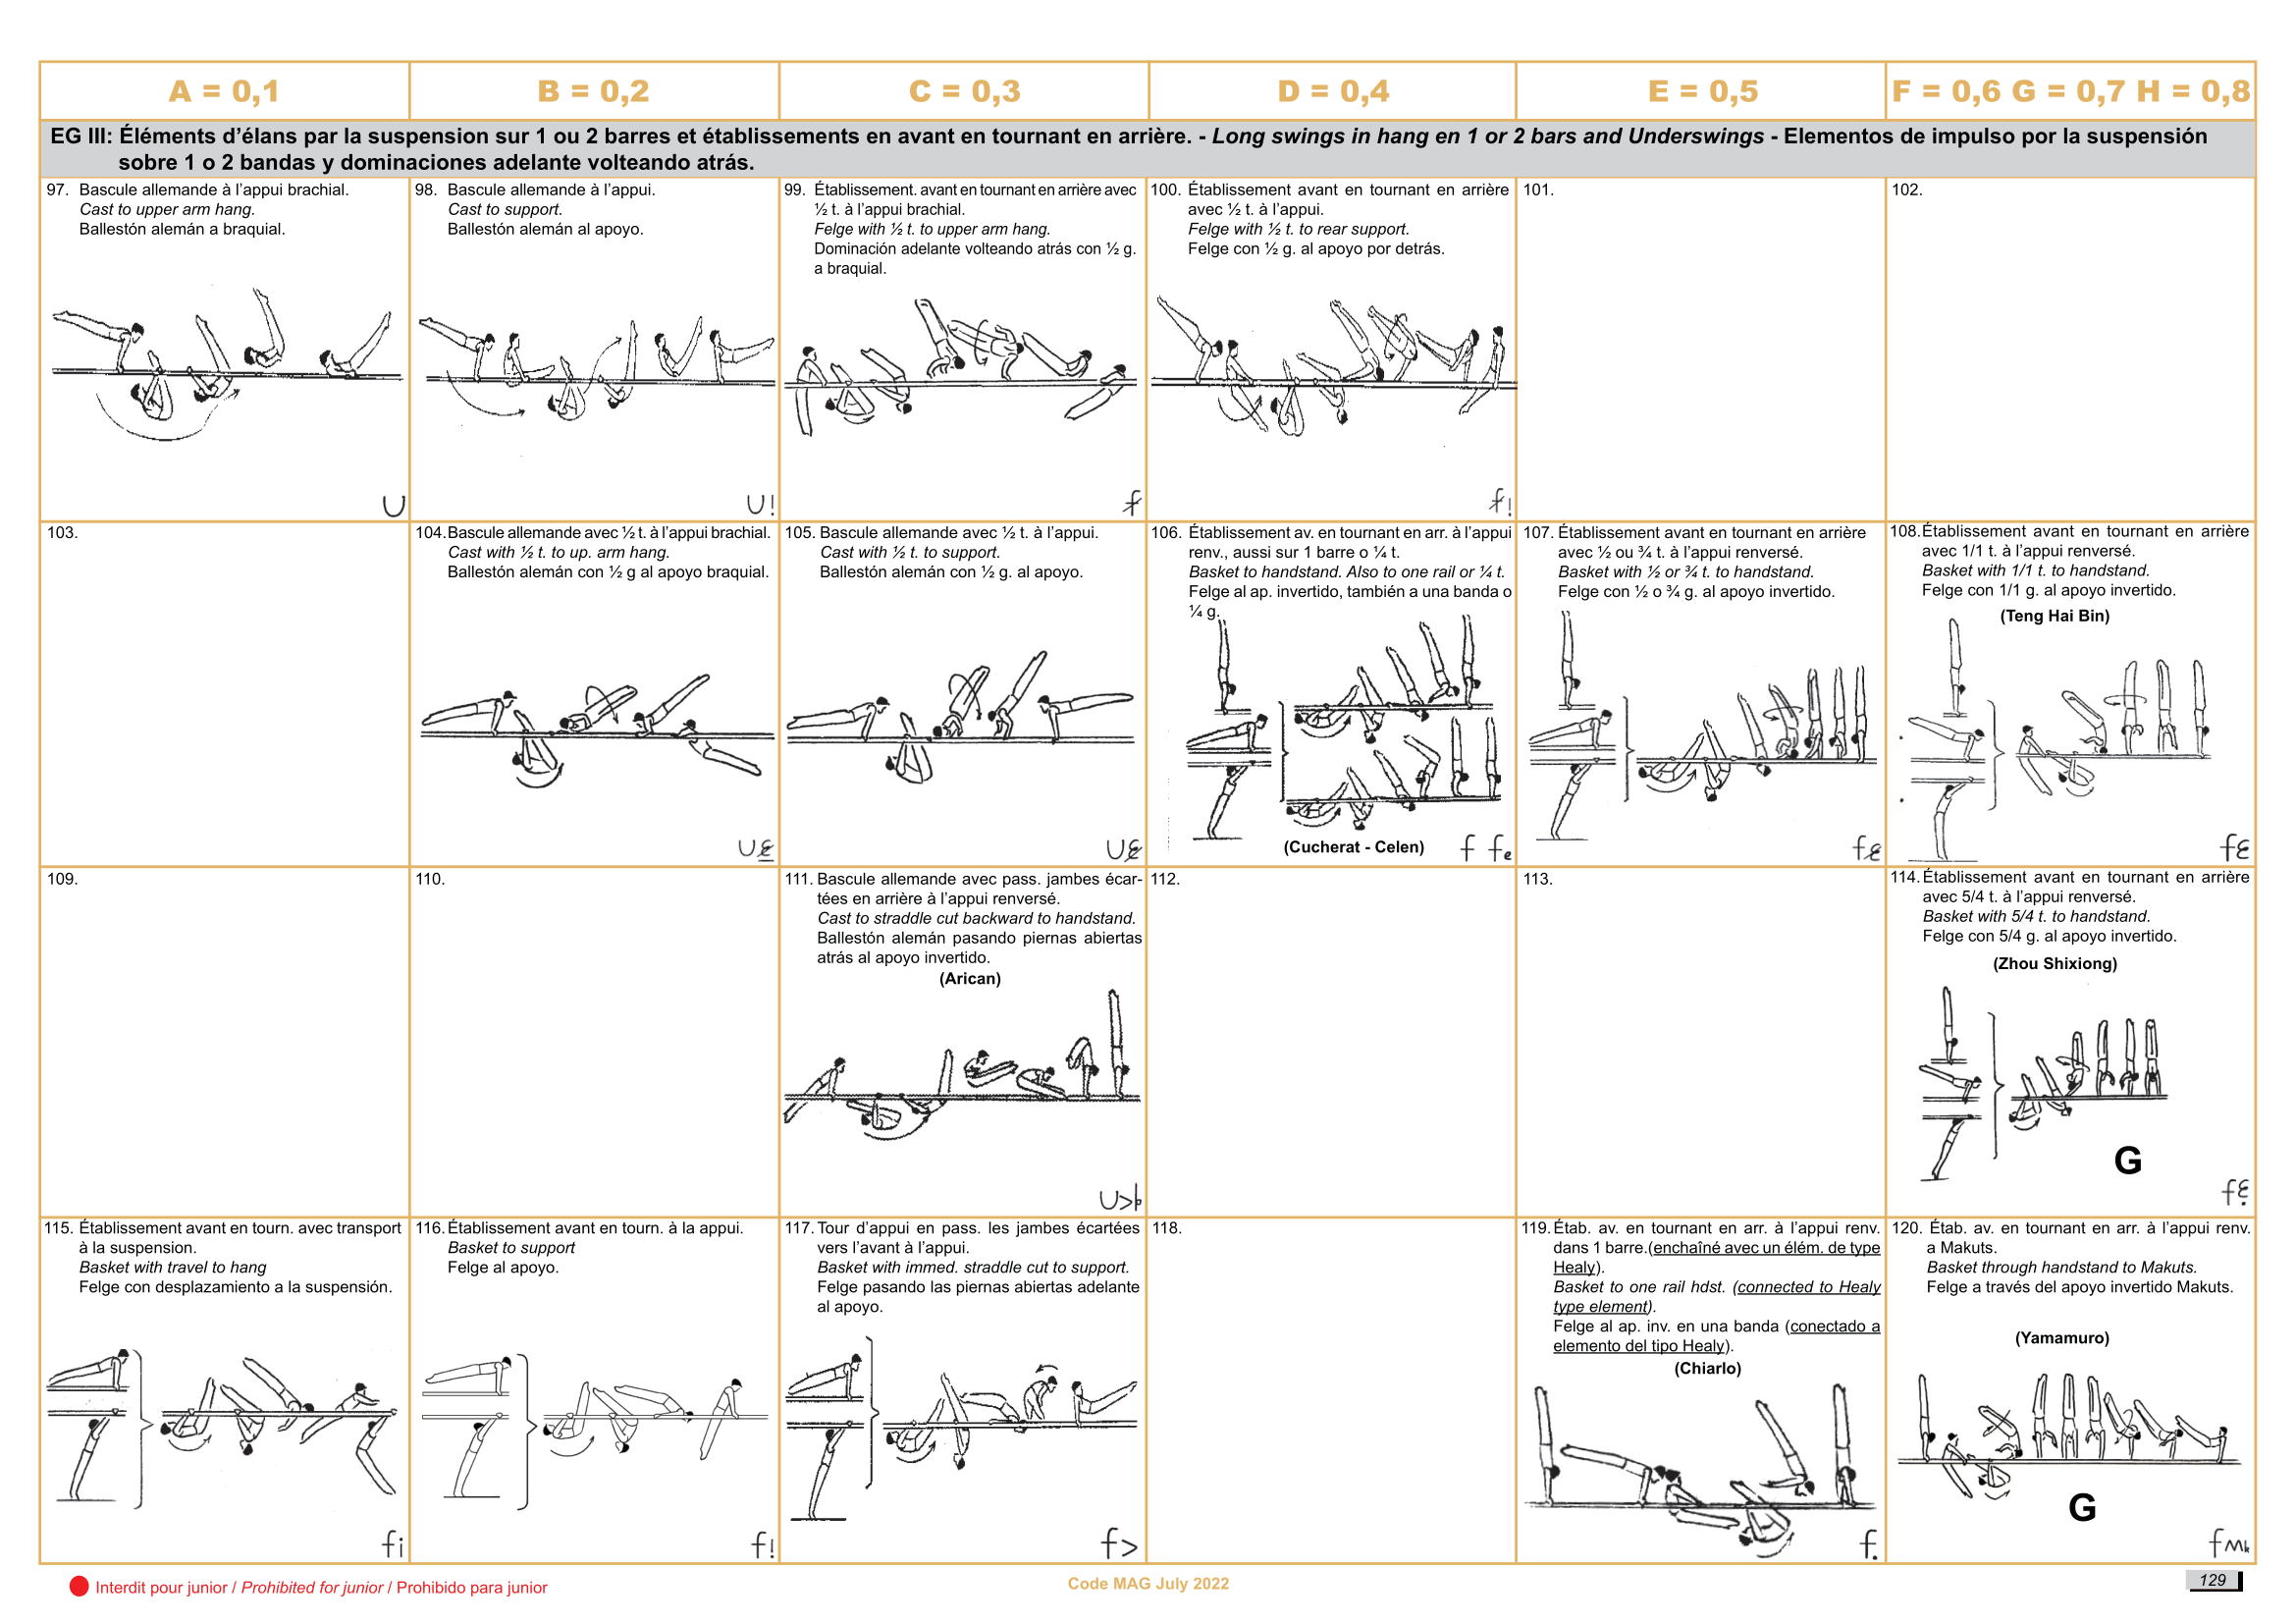 A = 0,1
B = 0,2
C = 0,3
D = 0,4
E = 0,5
F = 0,6 G = 0,7 H = 0,8
EG III: Éléments d’élans par la suspension sur 1 ou 2 barres et établissements en avant en tournant en arrière. - Long swings in hang en 1 or 2 bars and Underswings - Elementos de impulso por la suspensión
sobre 1 o 2 bandas y dominaciones adelante volteando atrás.
97. Bascule allemande à l’appui brachial.
Cast to upper arm hang.
Ballestón alemán a braquial.
U
98. Bascule allemande à l’appui.
Cast to support.
Ballestón alemán al apoyo.
U!
99. Établissement. avant en tournant en arrière avec
½ t. à l’appui brachial.
Felge with ½ t. to upper arm hang.
Dominación adelante volteando atrás con ½ g.
a braquial.
100. Établissement avant en tournant en arrière
avec ½ t. à l’appui.
Felge with ½ t. to rear support.
Felge con ½ g. al apoyo por detrás.
101.
102.
103.
104. Bascule allemande avec ½ t. à l’appui brachial.
Cast with ½ t. to up. arm hang.
Ballestón alemán con ½ g al apoyo braquial.
105. Bascule allemande avec ½ t. à l’appui.
Cast with ½ t. to support.
Ballestón alemán con ½ g. al apoyo.
106. Établissement av. en tournant en arr. à l’appui
renv., aussi sur 1 barre o ¼ t.
Basket to handstand. Also to one rail or ¼ t.
Felge al ap. invertido, también a una banda o
¼ g.
(Cucherat - Celen)
f fe
107. Établissement avant en tournant en arrière
avec ½ ou ¾ t. à l’appui renversé.
Basket with ½ or ¾ t. to handstand.
Felge con ½ o ¾ g. al apoyo invertido.
108. Établissement avant en tournant en arrière
avec 1/1 t. à l’appui renversé.
Basket with 1/1 t. to handstand.
Felge con 1/1 g. al apoyo invertido.
(Teng Hai Bin)
109.
110.
111. Bascule allemande avec pass. jambes écar-
tées en arrière à l’appui renversé.
Cast to straddle cut backward to handstand.
Ballestón alemán pasando piernas abiertas
atrás al apoyo invertido.
(Arican)
112.
113.
114. Établissement avant en tournant en arrière
avec 5/4 t. à l’appui renversé.
Basket with 5/4 t. to handstand.
Felge con 5/4 g. al apoyo invertido.
(Zhou Shixiong)
G
115. Établissement avant en tourn. avec transport
à la suspension.
Basket with travel to hang
Felge con desplazamiento a la suspensión.
fi
116. Établissement avant en tourn. à la appui.
Basket to support
Felge al apoyo.
f!
117. Tour d’appui en pass. les jambes écartées
vers l’avant à l’appui.
Basket with immed. straddle cut to support.
Felge pasando las piernas abiertas adelante
al apoyo.
f>
118.
119. Étab. av. en tournant en arr. à l’appui renv.
dans 1 barre.(enchaîné avec un élém. de type
Healy).
Basket to one rail hdst. (connected to Healy
type element).
Felge al ap. inv. en una banda (conectado a
elemento del tipo Healy).
(Chiarlo)
f.
120. Étab. av. en tournant en arr. à l’appui renv.
a Makuts.
Basket through handstand to Makuts.
Felge a través del apoyo invertido Makuts.
(Yamamuro)
G
Interdit pour junior / Prohibited for junior / Prohibido para junior
Code MAG July 2022
129